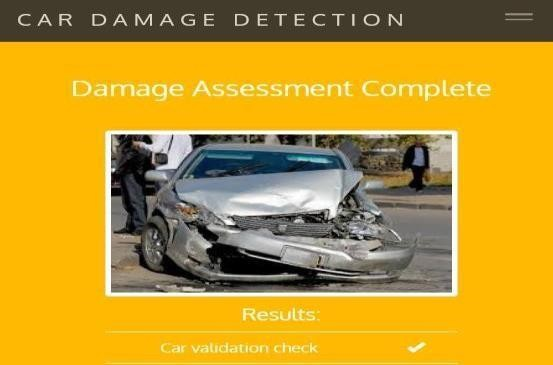 CAR DAMAGE DETECTION
Damage Assessment Complete
Results:
Car validation check